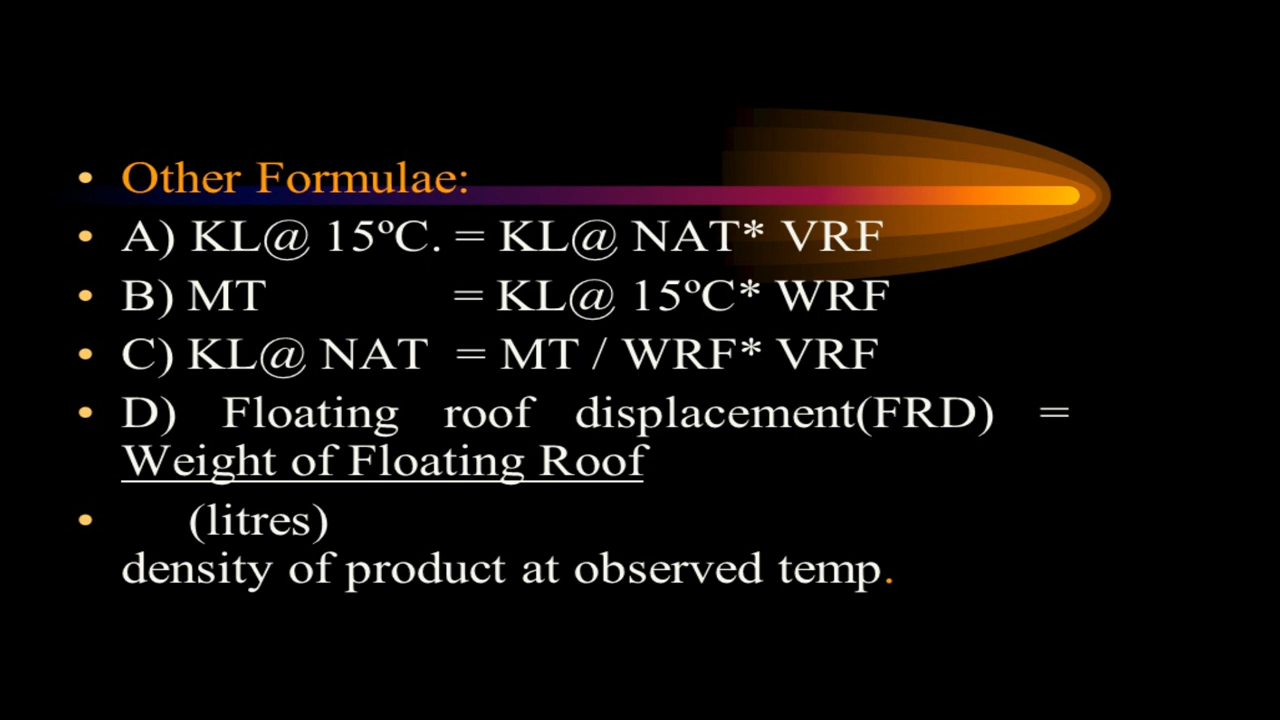 • Other Formulae:
• A) KL@ 15ºC. = KL@ NAT* VRF
• B) MT = KL@ 15ºC* WRF
• C) KL@ NAT = MT / WRF* VRF
• D) Floating roof displacement(FRD) =
Weight of Floating Roof
• (litres)
density of product at observed temp.